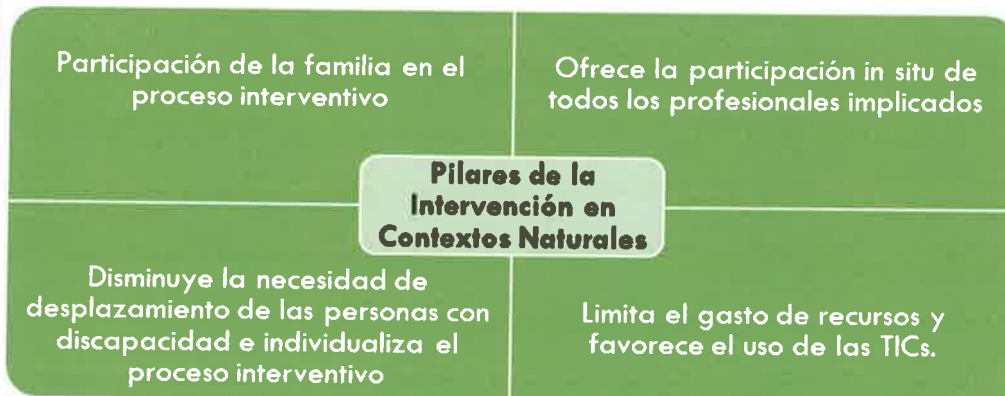 Participación de la familia en el
proceso interventivo
Ofrece la participación in situ de
todos los profesionales implicados
Pilares de la
Intervención en
Contextos Naturales
Disminuye la necesidad de
desplazamiento de las personas con
discapacidad e individualiza el
proceso interventivo
Limita el gasto de recursos y
favorece el uso de las TICs.